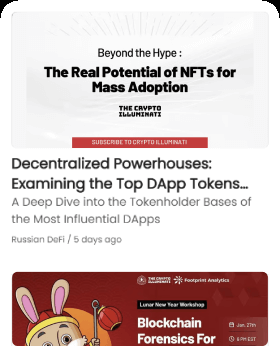 Beyond the Hype :
The Real Potential of NFTs for
Mass Adoption
THE CRYPTO
ILLUMINATI
SUBSCRIBE TO CRYPTO ILLUMINATI
Decentralized Powerhouses:
Examining the Top DApp Tokens...
A Deep Dive into the Tokenholder Bases of
the Most Influential DApps
Russian DeFi / 5 days ago
THE CRYPTO
ILLUMINATI
Footprint Analytics
Lunar New Year Workshop
Blockchain
Forensics For
Jan. 27th
6 PM EST